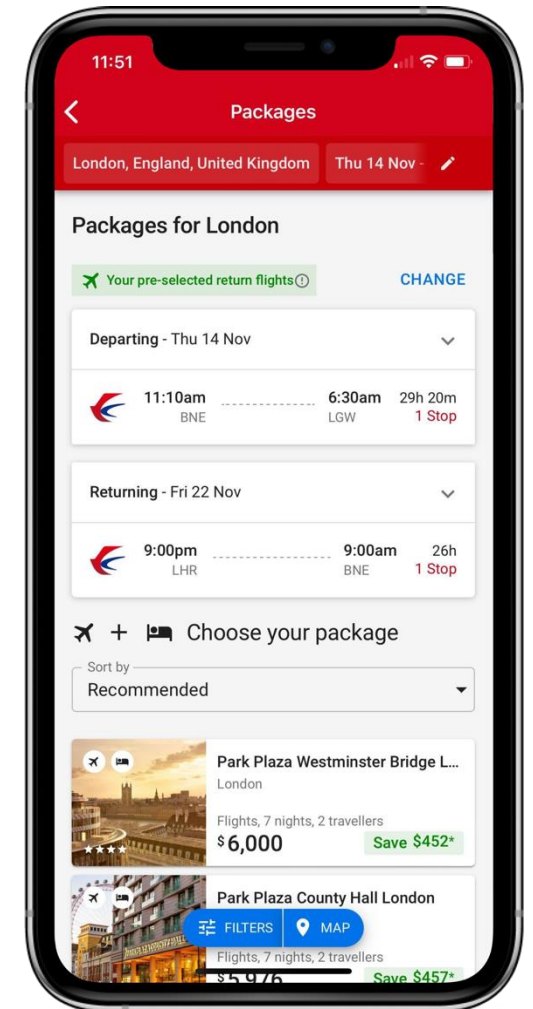 11:51
Packages
London, England, United Kingdom Thu 14 Nov -
Packages for London
Your pre-selected return flights CHANGE
Departing - Thu 14 Nov
11:10am 6:30am 29h 20m
BNE LGW 1 Stop
Returning - Fri 22 Nov
9:00pm 9:00am 26h
LHR BNE 1 Stop
+ Choose your package
Sort by
Recommended
Park Plaza Westminster Bridge L...
London
Flights, 7 nights, 2 travellers
$6,000 Save $452*
Park Plaza County Hall London
FILTERS MAP
Flights, 7 nights, 2 travellers
$5,976 Save $457*